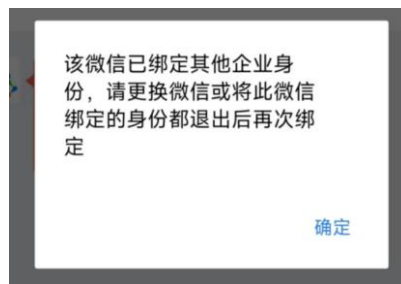 该微信已绑定其他企业身
份，请更换微信或将此微信
绑定的身份都退出后再次绑
定
确定